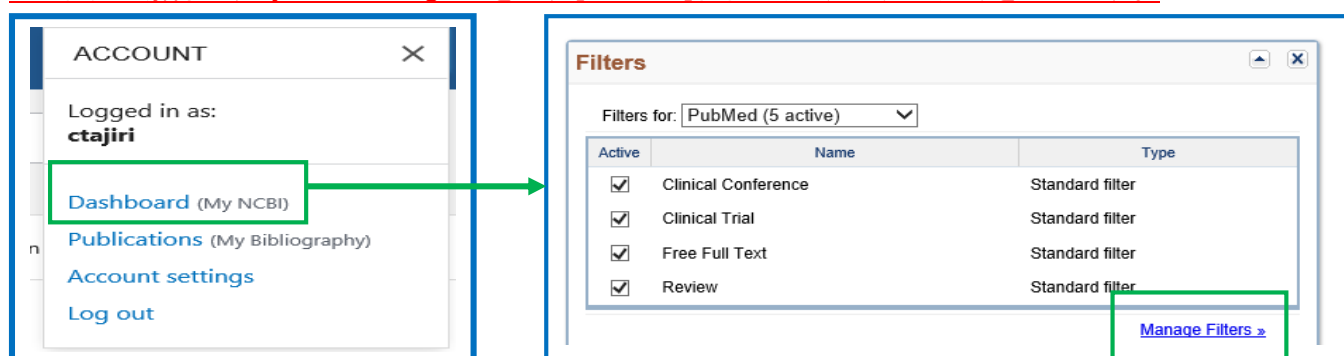 ACCOUNT
Logged in as:
ctajiri
Dashboard (My NCBI)
Publications (My Bibliography)
Account settings
Log out
n
Filters
Filters for: PubMed (5 active)
Active Name Type
Clinical Conference Standard filter
Clinical Trial Standard filter
Free Full Text Standard filter
Review Standard filter
Manage Filters »